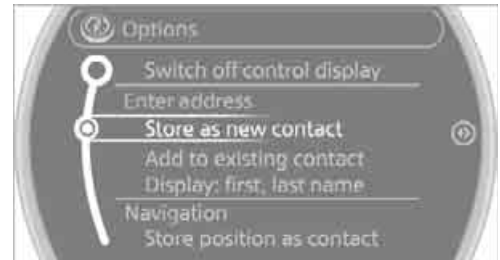 Options
Switch off control display
Enter address
Store as new contact
Add to existing contact
Display: first, last name
Navigation
Store position as contact